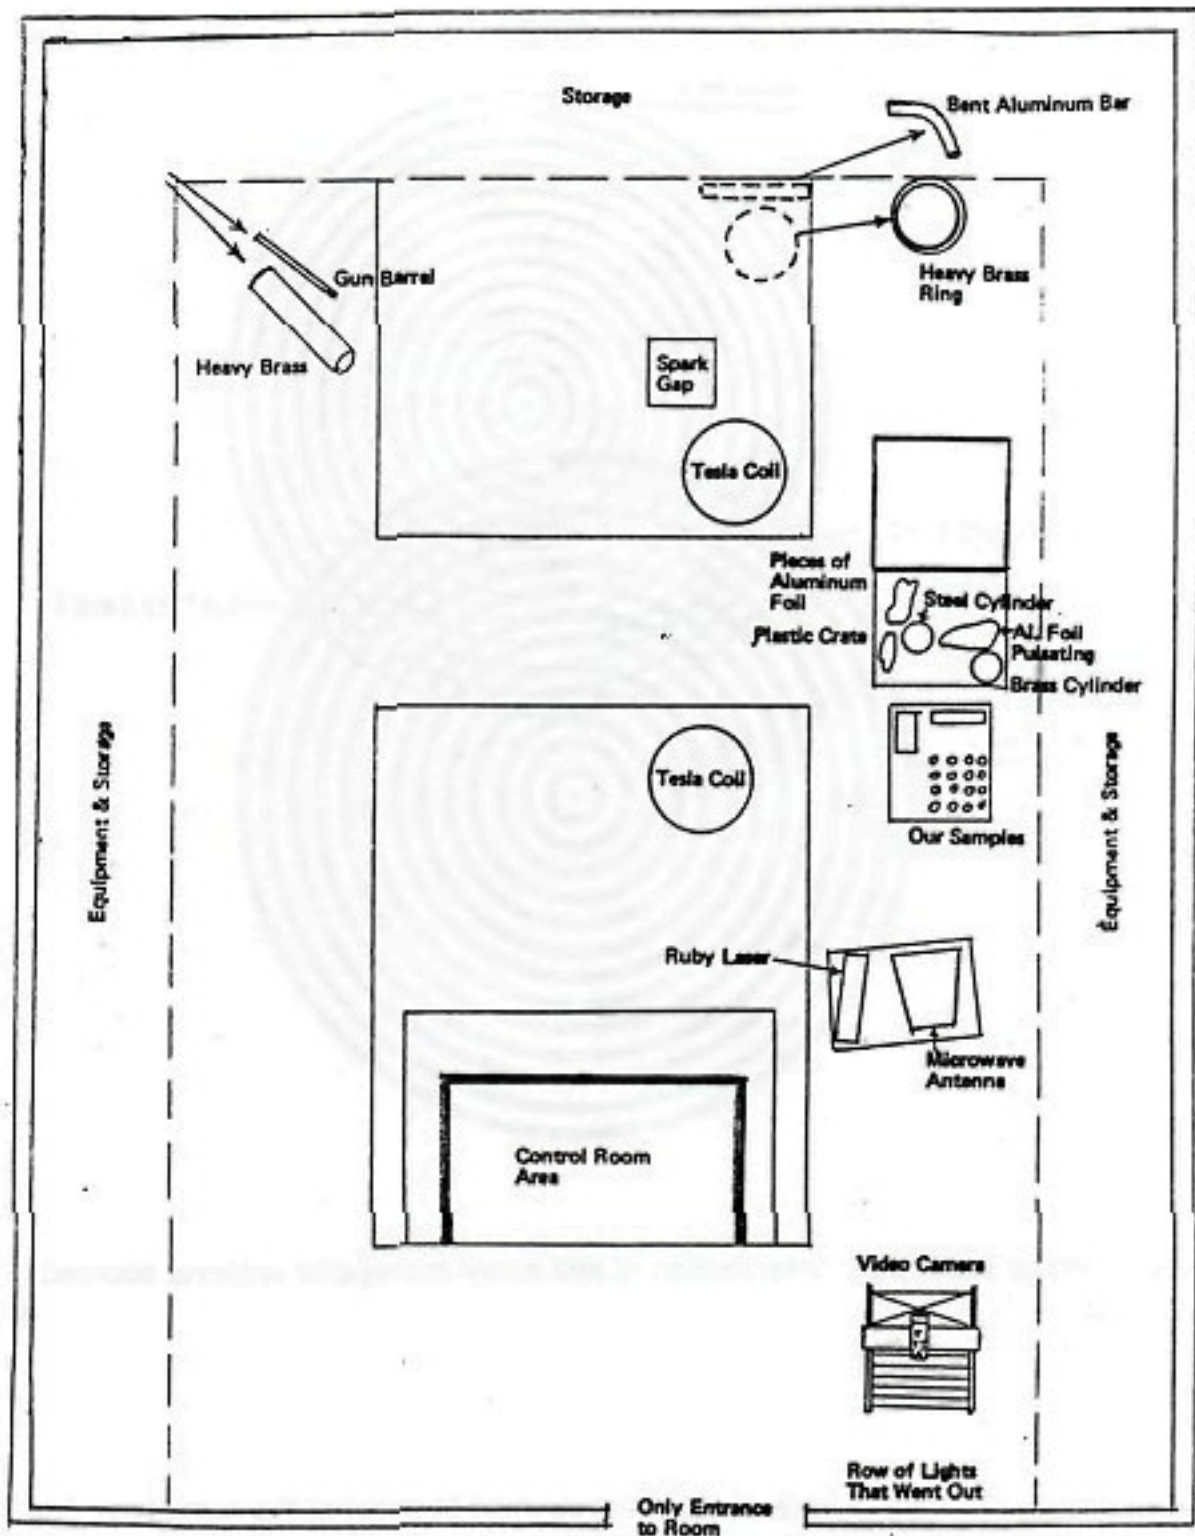 Storage
Bent Aluminum Bar
Gun Barrel
Heavy Brass
Ring
Heavy Brass
Spark
Gap
Tesla Coil
Pieces of
Aluminum
Foil
Steel Cylinder
Plastic Crate
Al. Foil
Pulsating
Brass Cylinder
Equipment & Storage
Tesla Coil
Equipment & Storage
Our Samples
Ruby Laser
Microwave
Antenna
Control Room
Area
Video Camera
Row of Lights
That Went Out
Only Entrance
to Room